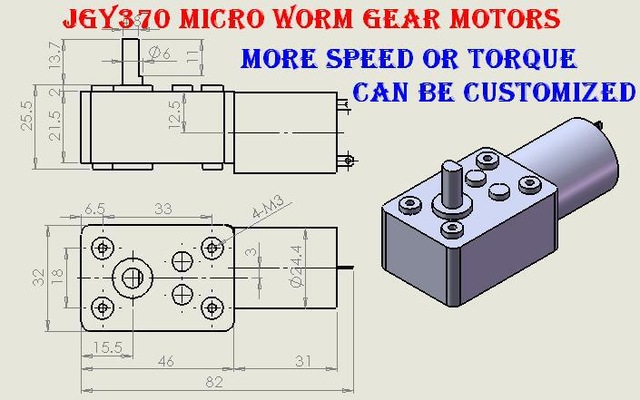 JGY370 MICRO WORM GEAR MOTORS
MORE SPEED OR TORQUE
CAN BE CUSTOMIZED
Ø6
13.7
11
25.5
2
21.5
12.5
6.5
33
4-M3
32
18
3
Ø24.4
15.5
46
31
82